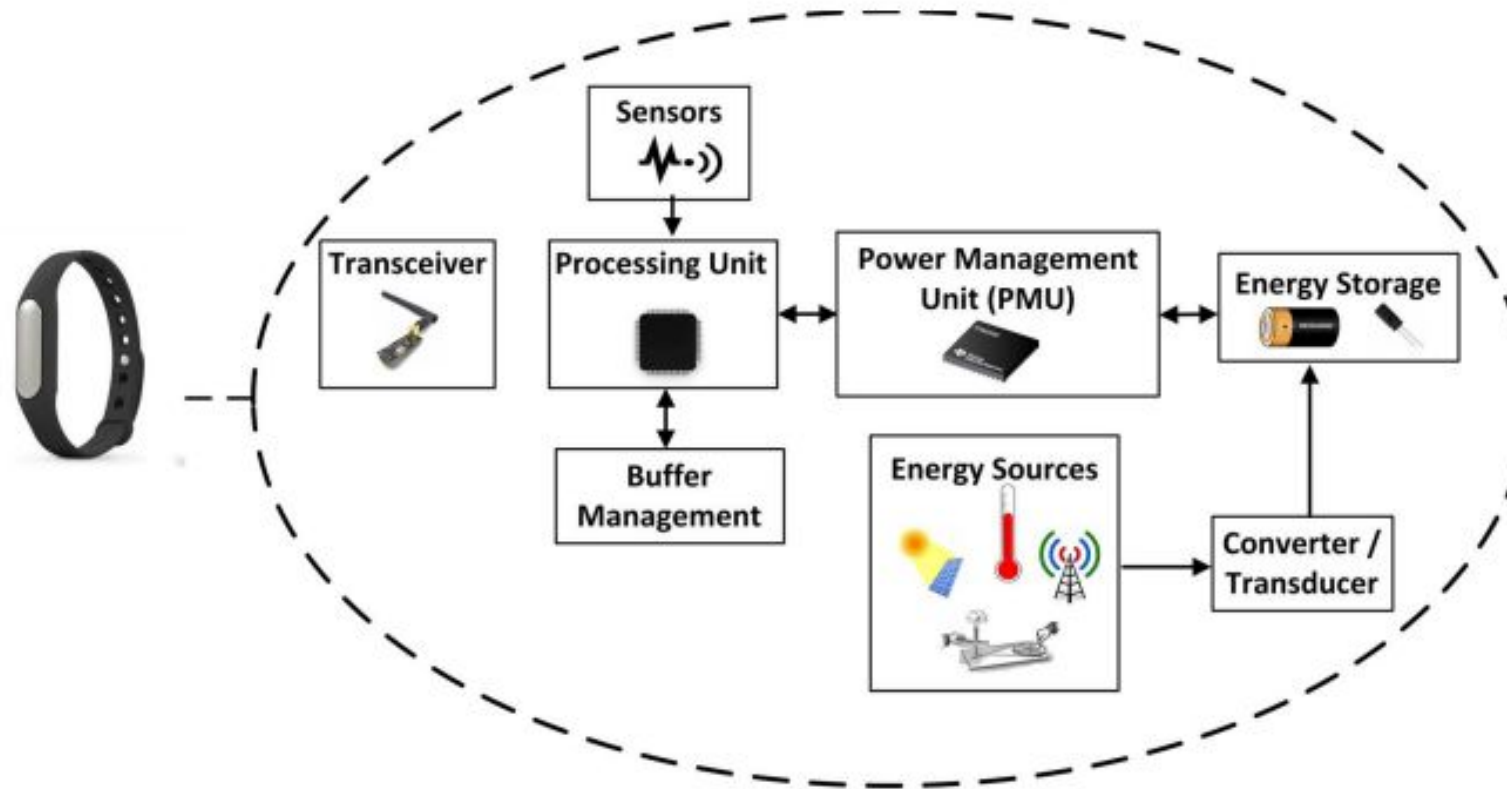 Sensors
Transceiver
Processing Unit
Power Management
Unit (PMU)
Energy Storage
Buffer
Management
Energy Sources
Converter /
Transducer